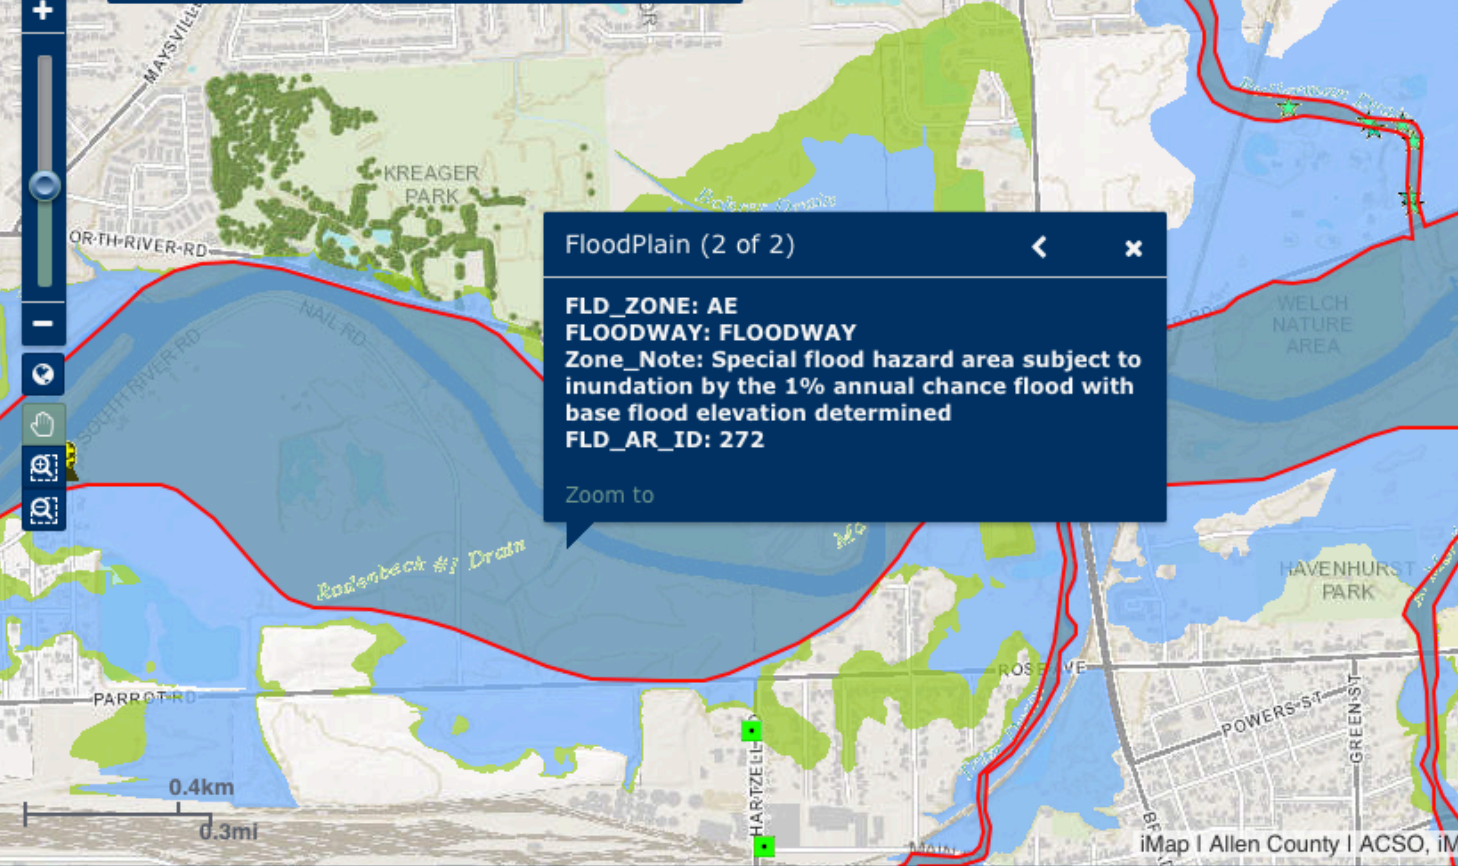 MAYSVILLE
KREAGER
PARK
NORTH-RIVER-RD
FloodPlain (2 of 2)
FLD_ZONE: AE
FLOODWAY: FLOODWAY
Zone_Note: Special flood hazard area subject to
inundation by the 1% annual chance flood with
base flood elevation determined
FLD_AR_ID: 272
Zoom to
NAIL RD
SOUTH RIVER RD
WELCH
NATURE
AREA
Rodenbeck #1 Drain
HAVENHURST
PARK
ROSE AVE
PARROT RD
POWERS-ST
GREEN-ST
HARTZELL
0.4km
0.3mi
MAIN
iMap | Allen County | ACSO, iM